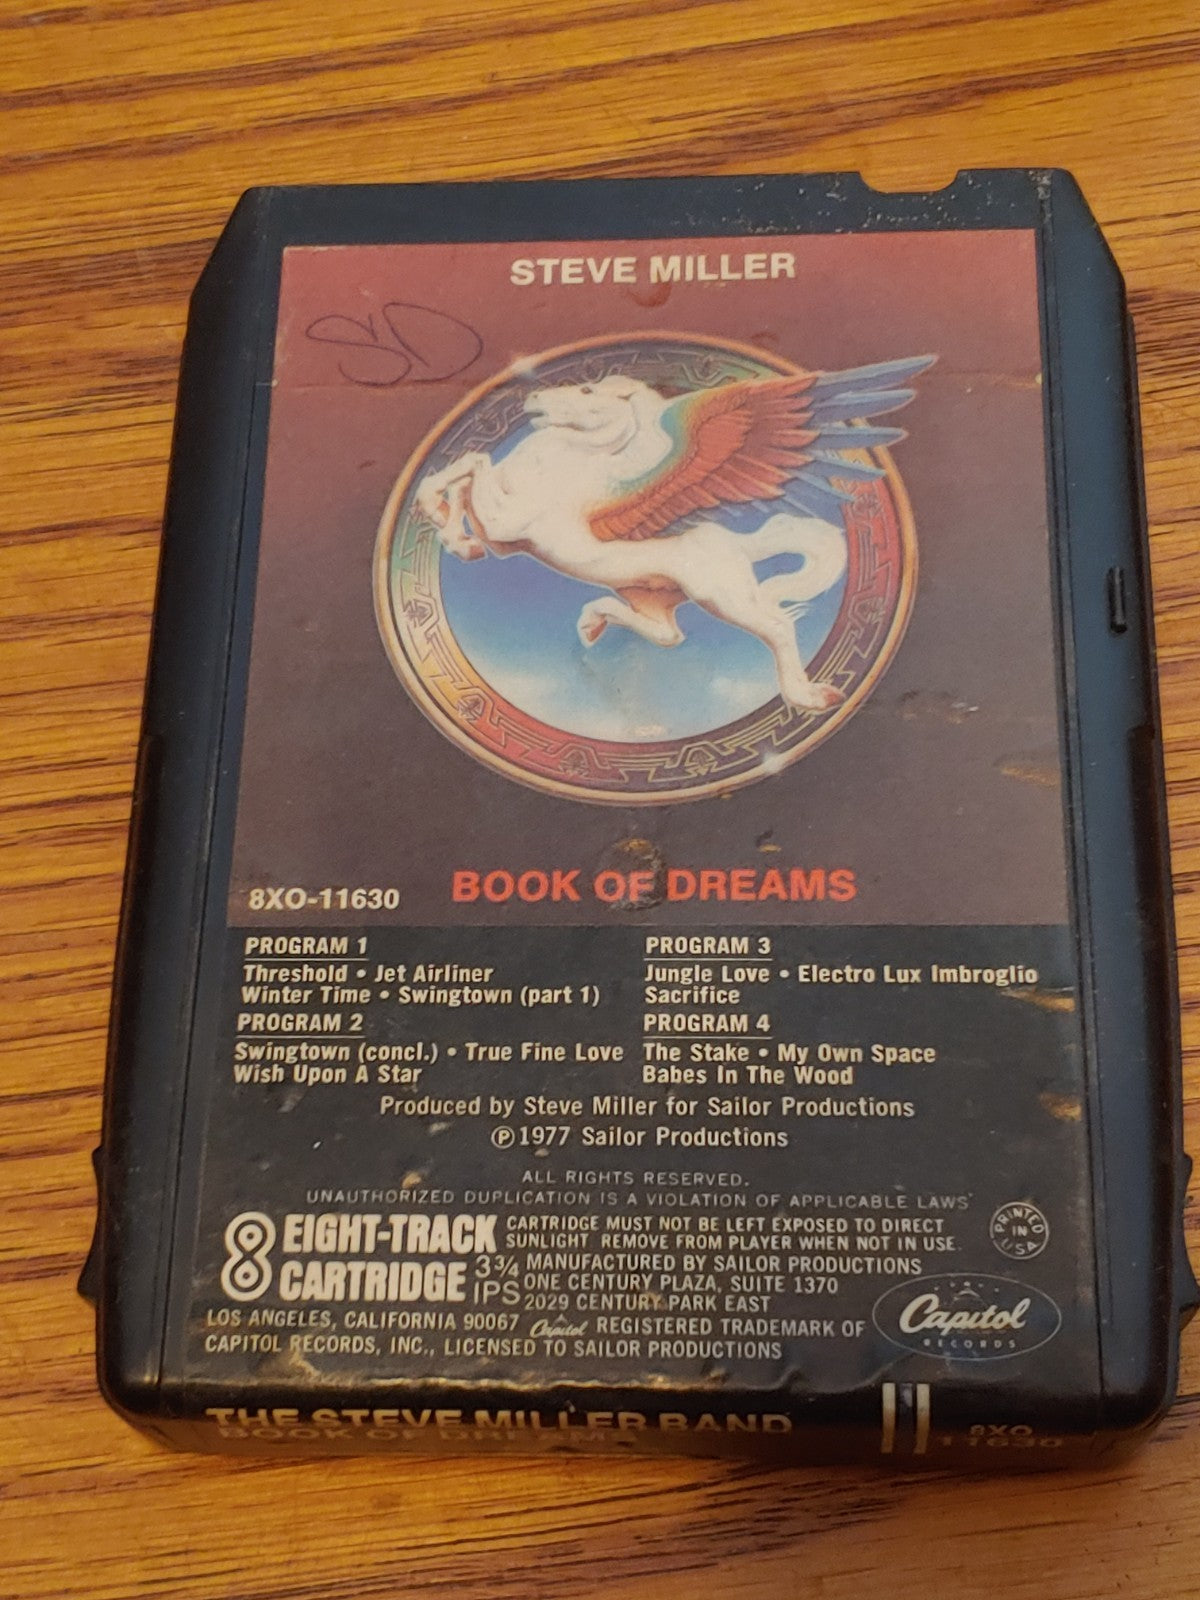 STEVE MILLER
SD
8XO-11630
BOOK OF DREAMS
PROGRAM 1
Threshold • Jet Airliner
Winter Time • Swingtown (part 1)
PROGRAM 2
Swingtown (concl.) • True Fine Love
Wish Upon A Star
PROGRAM 3
Jungle Love • Electro Lux Imbroglio
Sacrifice
PROGRAM 4
The Stake • My Own Space
Babes In The Wood
Produced by Steve Miller for Sailor Productions
℗ 1977 Sailor Productions
ALL RIGHTS RESERVED.
UNAUTHORIZED DUPLICATION IS A VIOLATION OF APPLICABLE LAWS
8 EIGHT-TRACK
CARTRIDGE
3¾
IPS
CARTRIDGE MUST NOT BE LEFT EXPOSED TO DIRECT
SUNLIGHT. REMOVE FROM PLAYER WHEN NOT IN USE.
MANUFACTURED BY SAILOR PRODUCTIONS
ONE CENTURY PLAZA, SUITE 1370
2029 CENTURY PARK EAST
LOS ANGELES, CALIFORNIA 90067 Capitol REGISTERED TRADEMARK OF
CAPITOL RECORDS, INC., LICENSED TO SAILOR PRODUCTIONS
PRINTED IN USA
Capitol
RECORDS
THE STEVE MILLER BAND
BOOK OF DREAMS
8XO
11630